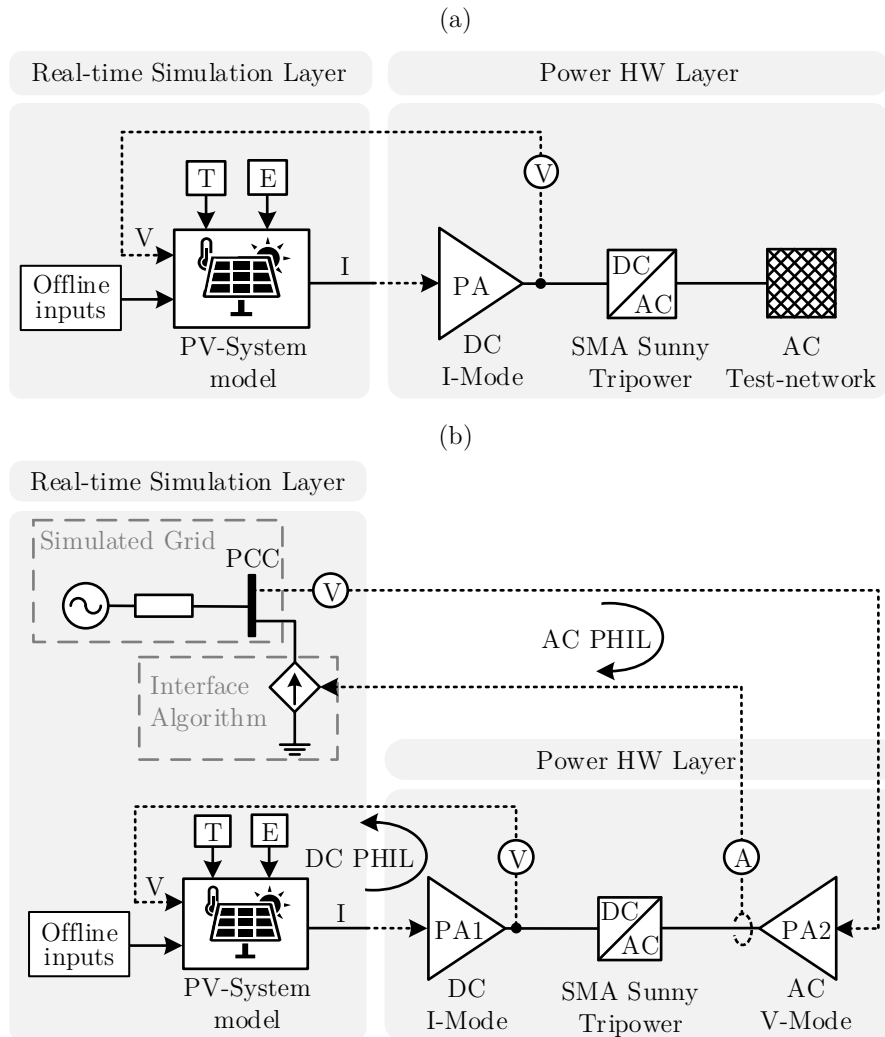 (a)
Real-time Simulation Layer
Power HW Layer
T
E
V
V
I
Offline
inputs
PA
DC
AC
PV-System
model
DC
I-Mode
SMA Sunny
Tripower
AC
Test-network
(b)
Real-time Simulation Layer
Simulated Grid
PCC
V
AC PHIL
Interface
Algorithm
Power HW Layer
T
E
DC PHIL
V
A
V
I
Offline
inputs
PA1
DC
AC
PA2
PV-System
model
DC
I-Mode
SMA Sunny
Tripower
AC
V-Mode